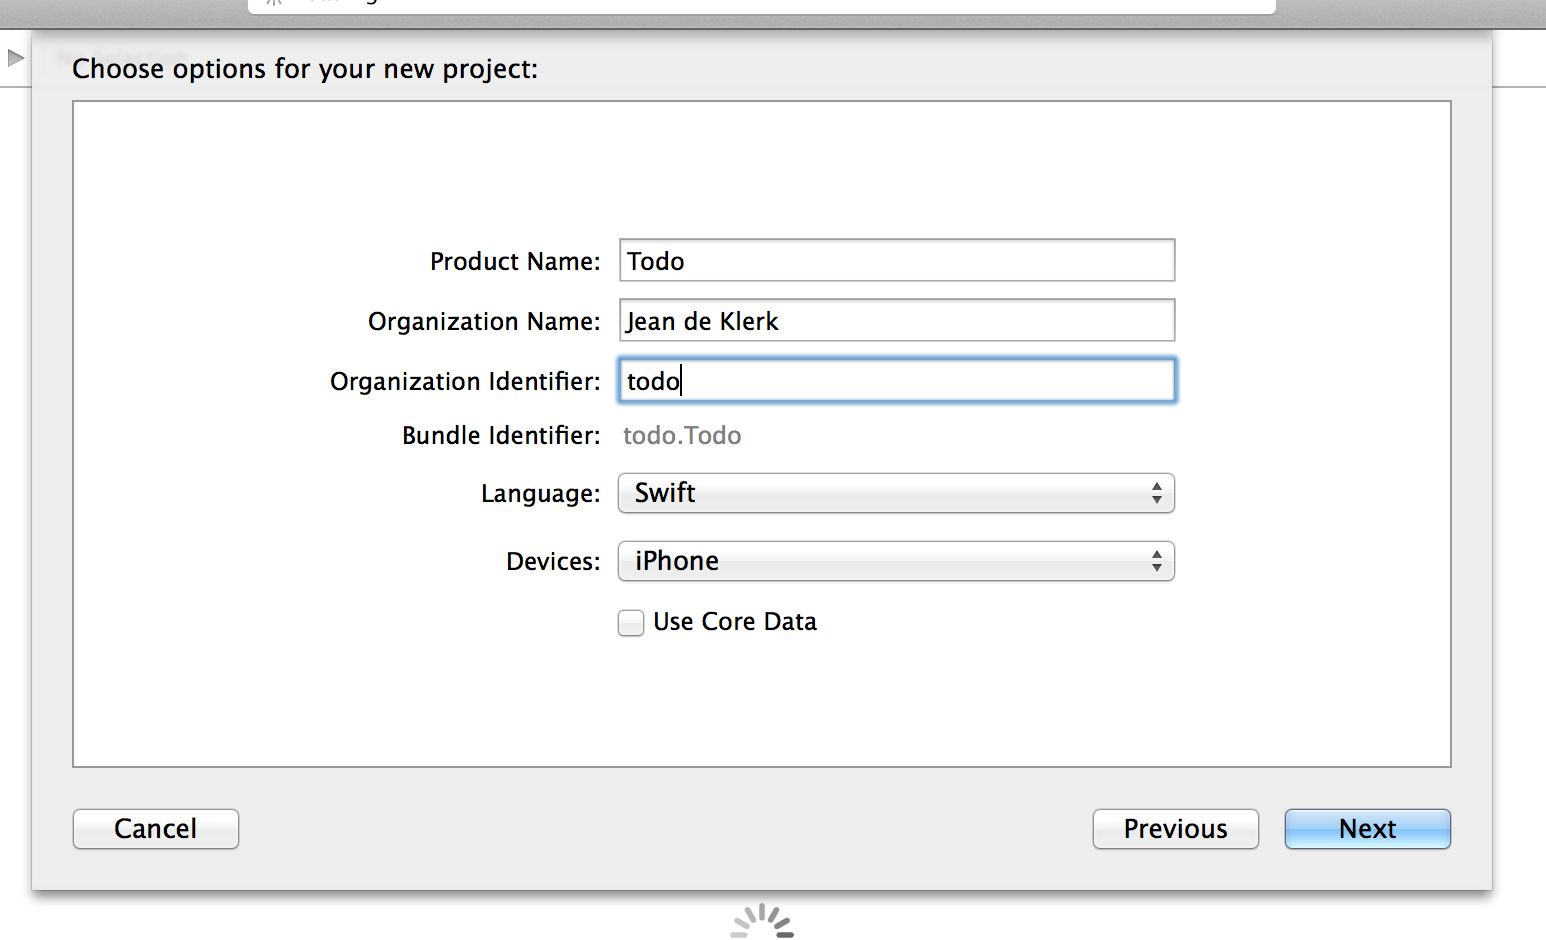 Choose options for your new project:
Product Name: Todo
Organization Name: Jean de Klerk
Organization Identifier: todo
Bundle Identifier: todo.Todo
Language: Swift
Devices: iPhone
Use Core Data
Cancel Previous Next